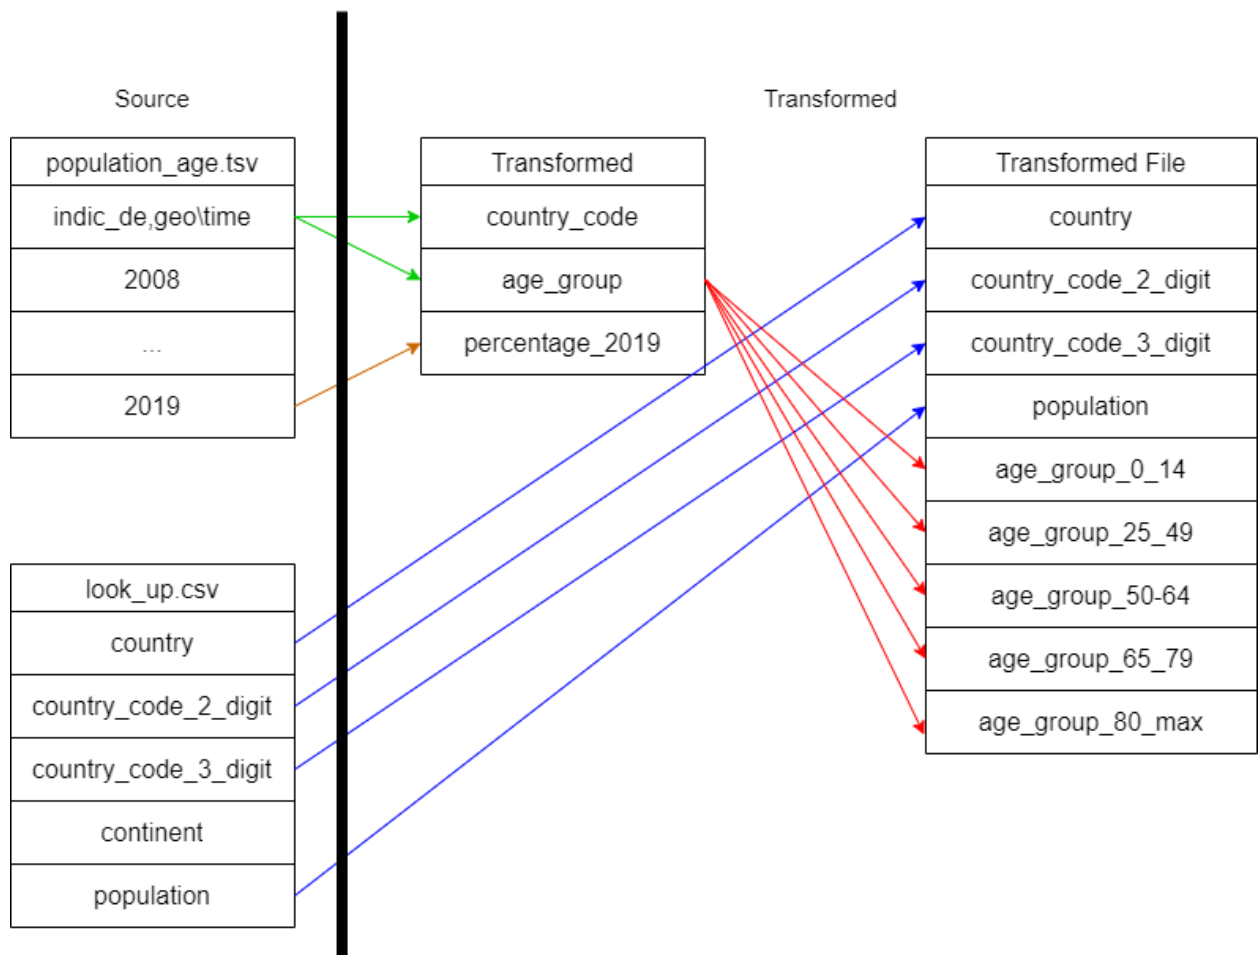 Source
Transformed
population_age.tsv
indic_de,geo\time
2008
...
2019
look_up.csv
country
country_code_2_digit
country_code_3_digit
continent
population
Transformed
country_code
age_group
percentage_2019
Transformed File
country
country_code_2_digit
country_code_3_digit
population
age_group_0_14
age_group_25_49
age_group_50-64
age_group_65_79
age_group_80_max